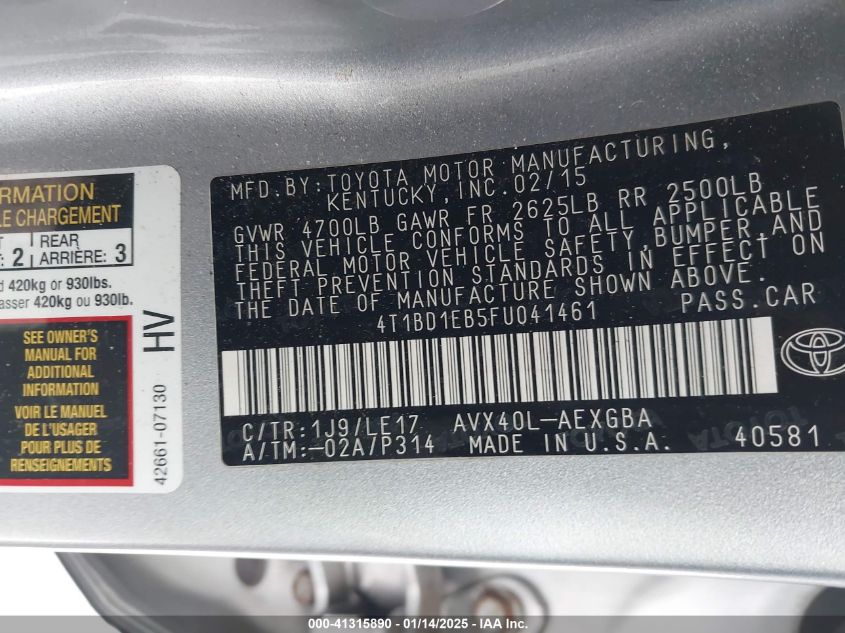 RMATION
LE CHARGEMENT
T
: 2
REAR
ARRIÈRE: 3
d 420kg or 930lbs.
asser 420kg ou 930lb.
SEE OWNER'S
MANUAL FOR
ADDITIONAL
INFORMATION
VOIR LE MANUEL
DE L'USAGER
POUR PLUS DE
RENSEIGNEMENTS
HV
42661-07130
MFD.BY:TOYOTA MOTOR MANUFACTURING,
KENTUCKY,INC.02/15
GVWR 4700LB GAWR FR 2625LB RR 2500LB
THIS VEHICLE CONFORMS TO ALL APPLICABLE
FEDERAL MOTOR VEHICLE SAFETY,BUMPER,AND
THEFT PREVENTION STANDARDS IN EFFECT ON
THE DATE OF MANUFACTURE SHOWN ABOVE.
4T1BD1EB5FU041461 PASS.CAR
C/TR:1J9/LE17 AVX40L-AEXGBA
A/TM:-02A7P314 MADE IN U.S.A. 40581
000-41315890 — 01/14/2025 — IAA, Inc.